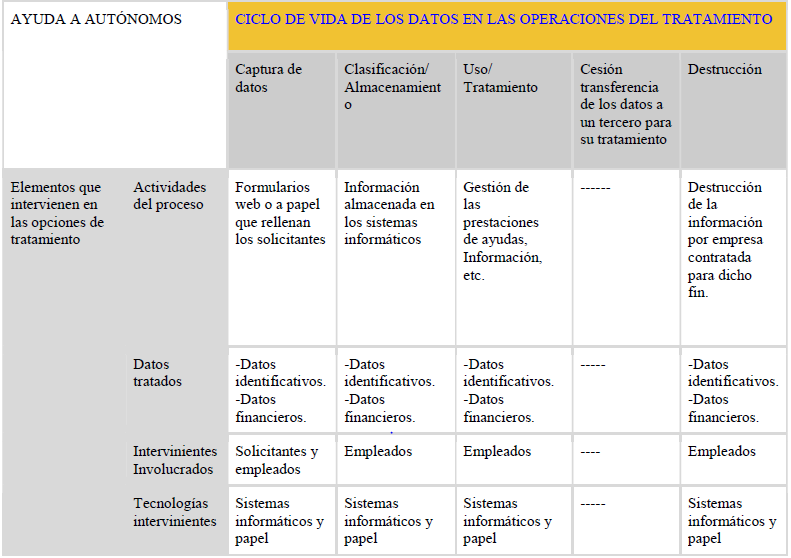 AYUDA A AUTÓNOMOS
CICLO DE VIDA DE LOS DATOS EN LAS OPERACIONES DEL TRATAMIENTO
Captura de
datos
Clasificación/
Almacenamient
o
Uso/
Tratamiento
Cesión
transferencia
de los datos a
un tercero para
su tratamiento
Destrucción
Elementos que
intervienen en
las opciones de
tratamiento
Actividades
del proceso
Formularios
web o a papel
que rellenan
los solicitantes
Información
almacenada en
los sistemas
informáticos
Gestión de
las
prestaciones
de ayudas,
Información,
etc.
------
Destrucción
de la
información
por empresa
contratada
para dicho
fin.
Datos
tratados
-Datos
identificativos.
-Datos
financieros.
-Datos
identificativos.
-Datos
financieros.
-Datos
identificativos.
-Datos
financieros.
-----
-Datos
identificativos.
-Datos
financieros.
Intervinientes
Involucrados
Solicitantes y
empleados
Empleados
Empleados
----
Empleados
Tecnologías
intervinientes
Sistemas
informáticos y
papel
Sistemas
informáticos y
papel
Sistemas
informáticos y
papel
-----
Sistemas
informáticos y
papel